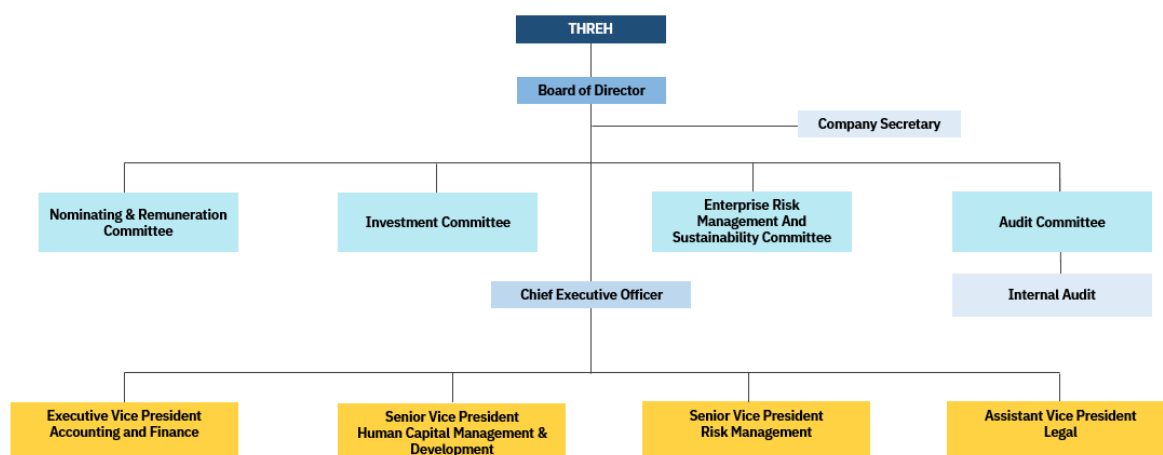 THREH
Board of Director
Company Secretary
Nominating & Remuneration
Committee
Investment Committee
Enterprise Risk
Management And
Sustainability Committee
Audit Committee
Chief Executive Officer
Internal Audit
Executive Vice President
Accounting and Finance
Senior Vice President
Human Capital Management &
Development
Senior Vice President
Risk Management
Assistant Vice President
Legal